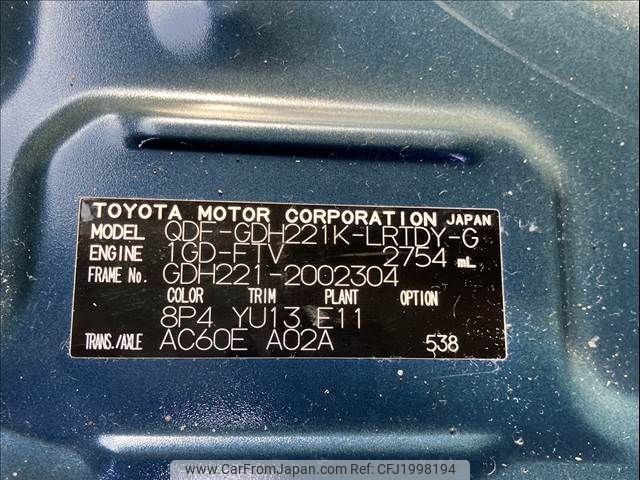 TOYOTA MOTOR CORPORATION JAPAN
MODEL QDF-GDH221K-LRTDY-G
ENGINE 1GD-FTV 2754 mL
FRAME No. GDH221-2002304
COLOR TRIM PLANT OPTION
8P4 YU13 E11
TRANS./AXLE AC60E A02A 538
www.CarFromJapan.com Ref: CFJ1998194